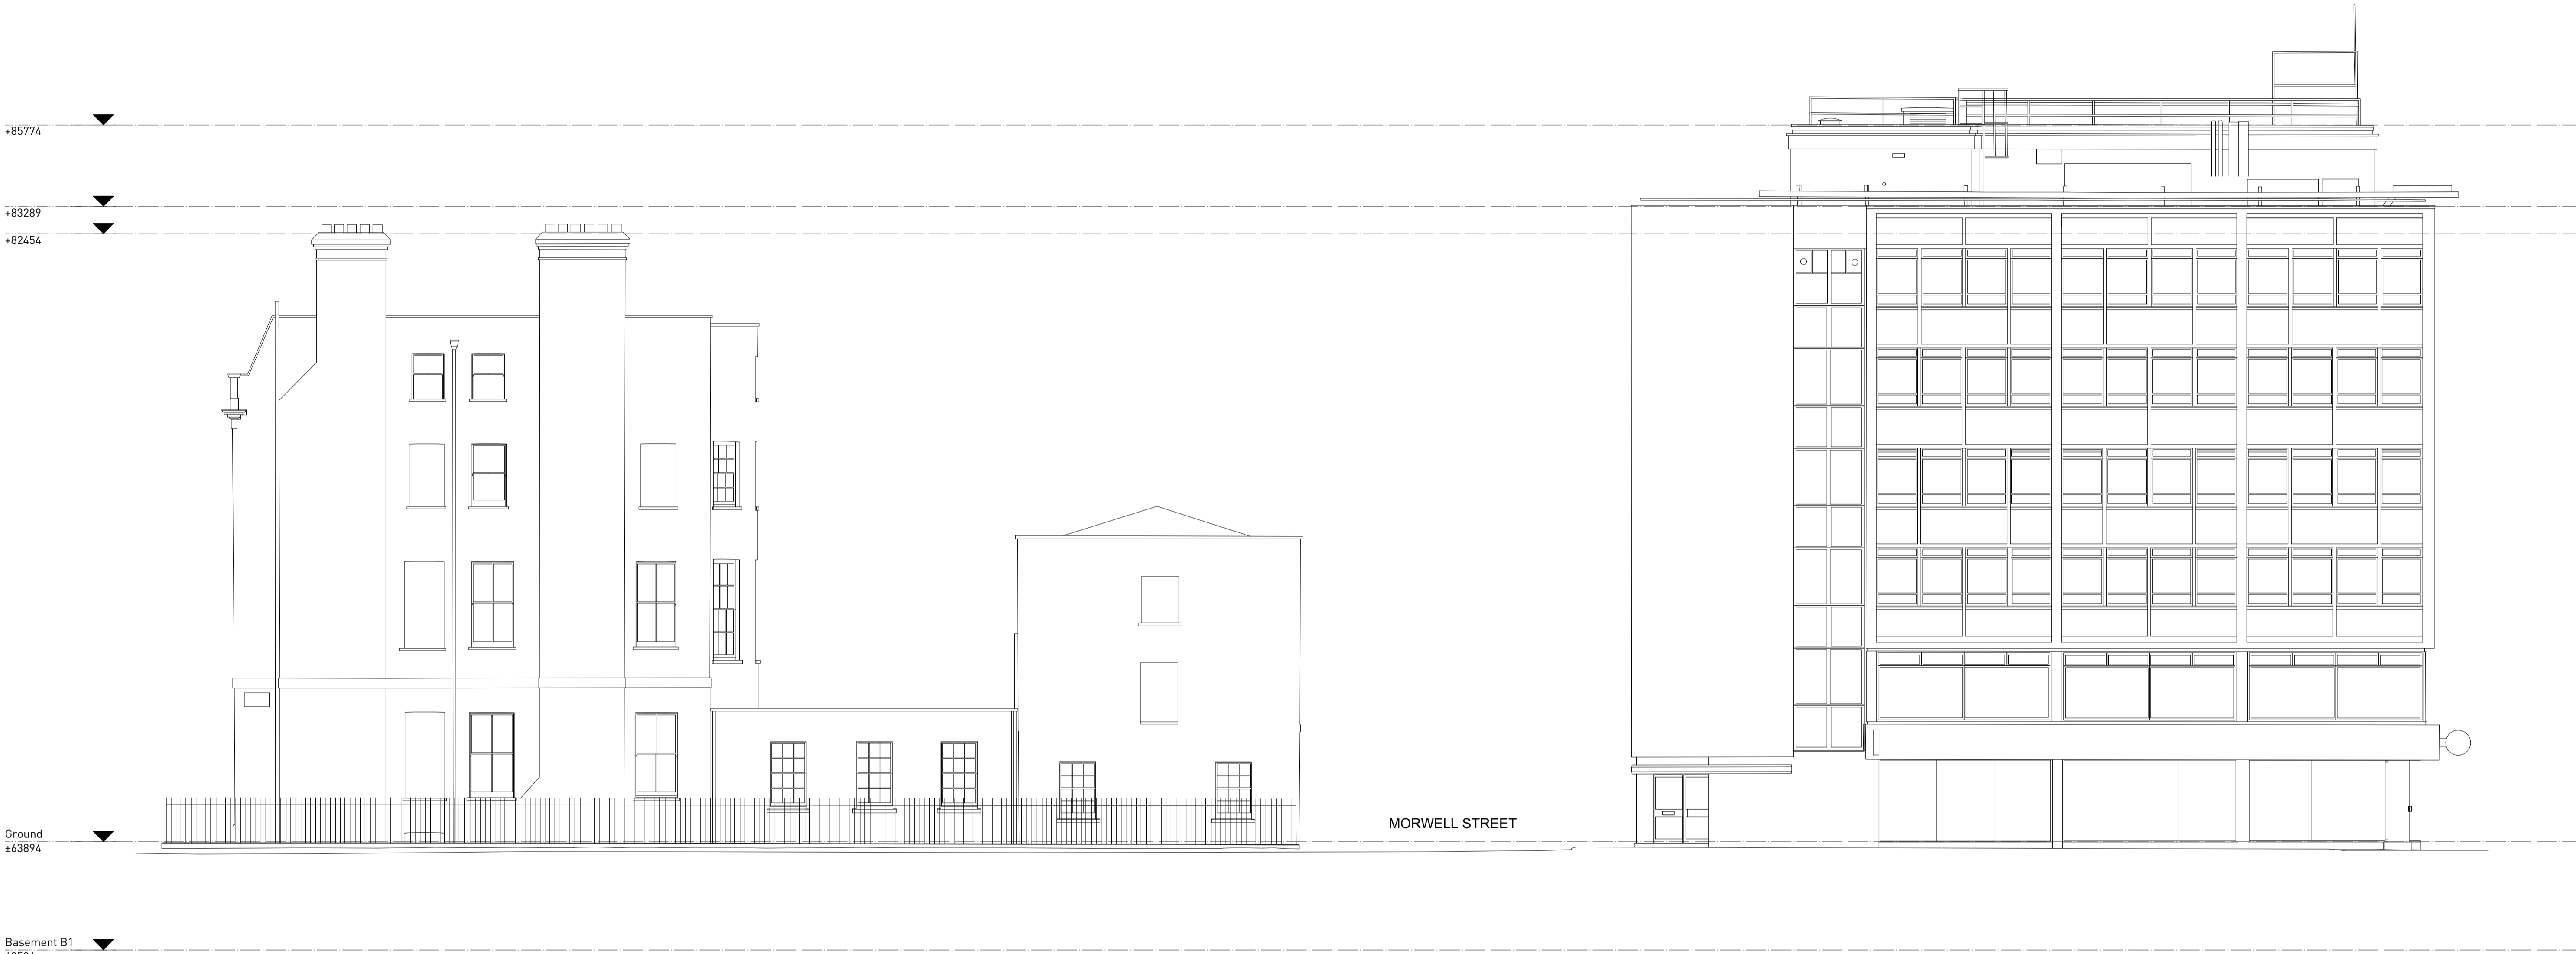 +85774
+83289
+82454
MORWELL STREET
Ground
±63894
Basement B1